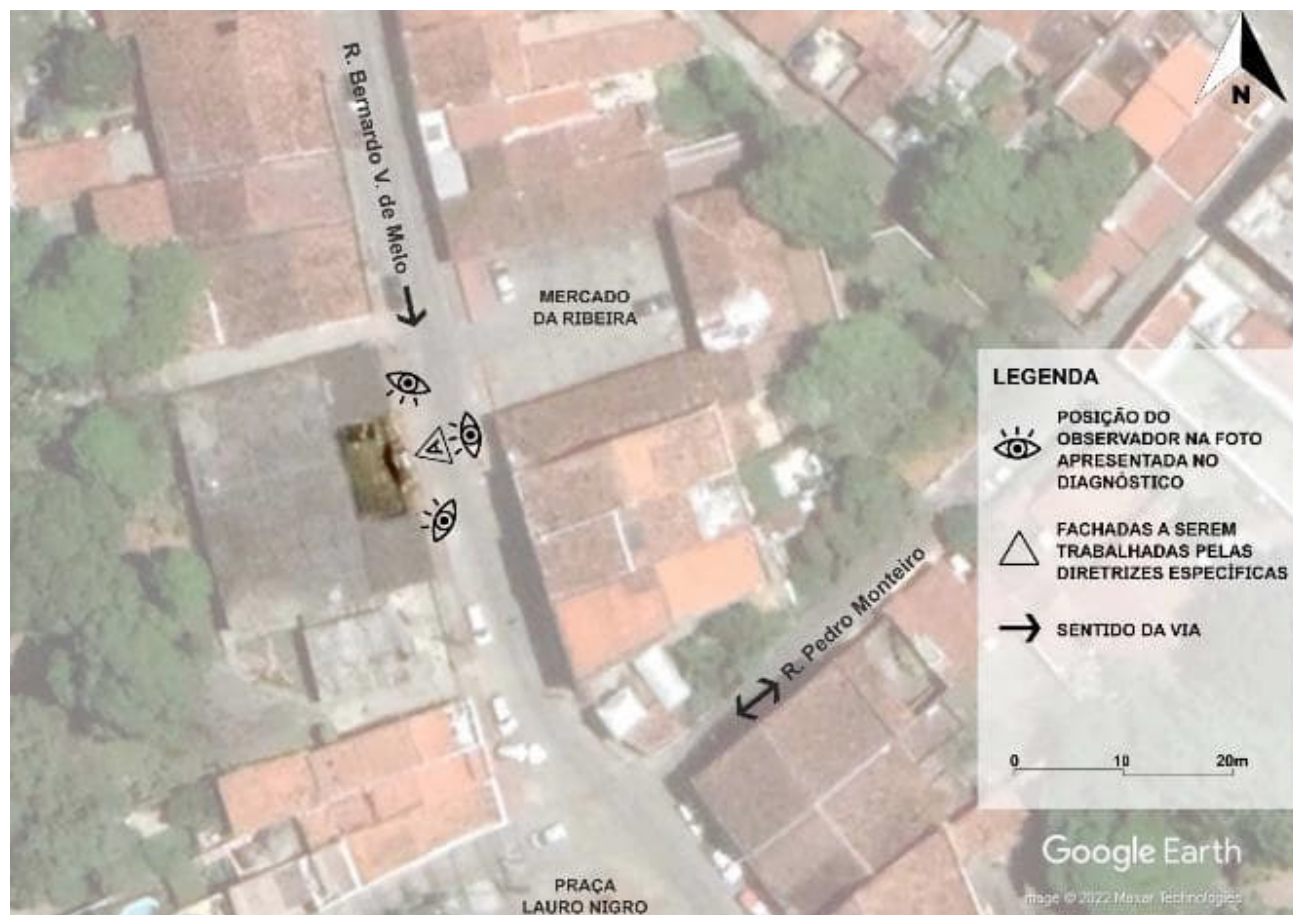 R. Bernardo V. de Melo
N
MERCADO
DA RIBEIRA
A
LEGENDA
POSIÇÃO DO
OBSERVADOR NA FOTO
APRESENTADA NO
DIAGNÓSTICO
FACHADAS A SEREM
TRABALHADAS PELAS
DIRETRIZES ESPECÍFICAS
SENTIDO DA VIA
R. Pedro Monteiro
0 10 20m
Google Earth
Image © 2022 Maxar Technologies
PRAÇA
LAURO NIGRO